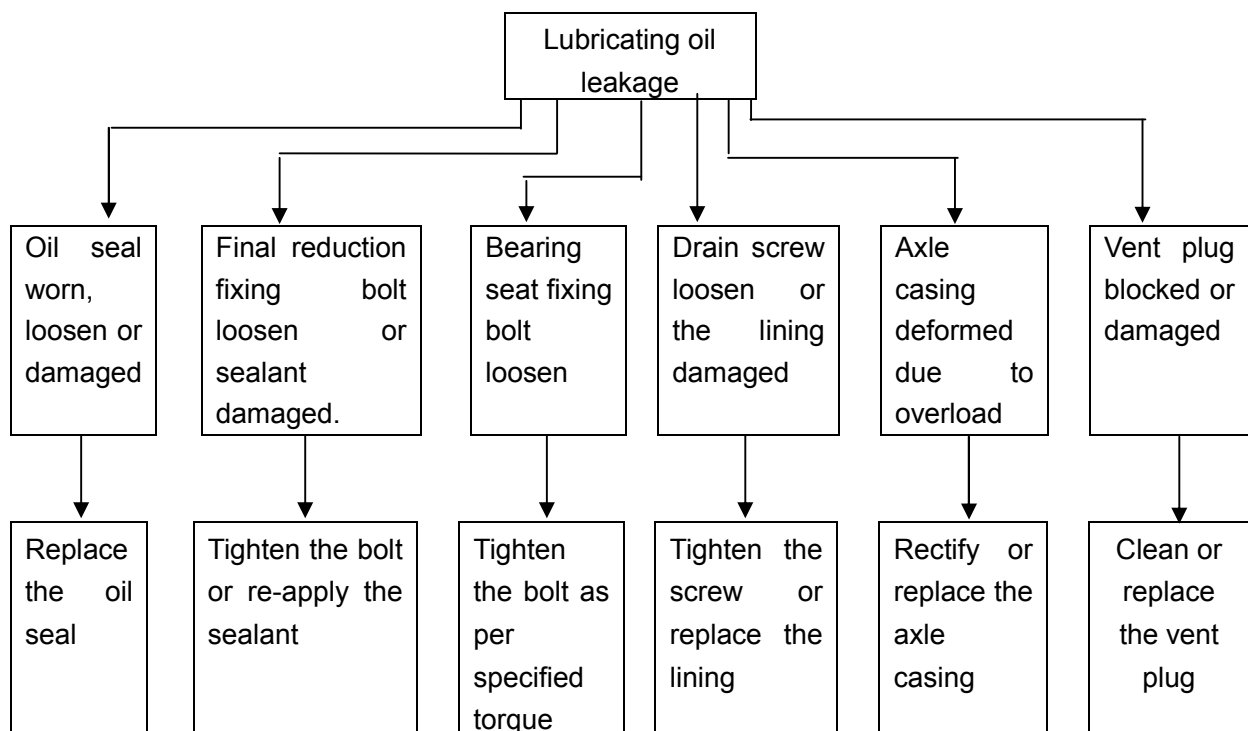 Lubricating oil
leakage
Oil seal
worn,
loosen or
damaged
Final reduction
fixing bolt
loosen or
sealant
damaged.
Bearing
seat fixing
bolt
loosen
Drain screw
loosen or
the lining
damaged
Axle
casing
deformed
due to
overload
Vent plug
blocked or
damaged
Replace
the oil
seal
Tighten the bolt
or re-apply the
sealant
Tighten
the bolt as
per
specified
torque
Tighten the
screw or
replace the
lining
Rectify or
replace the
axle
casing
Clean or
replace
the vent
plug